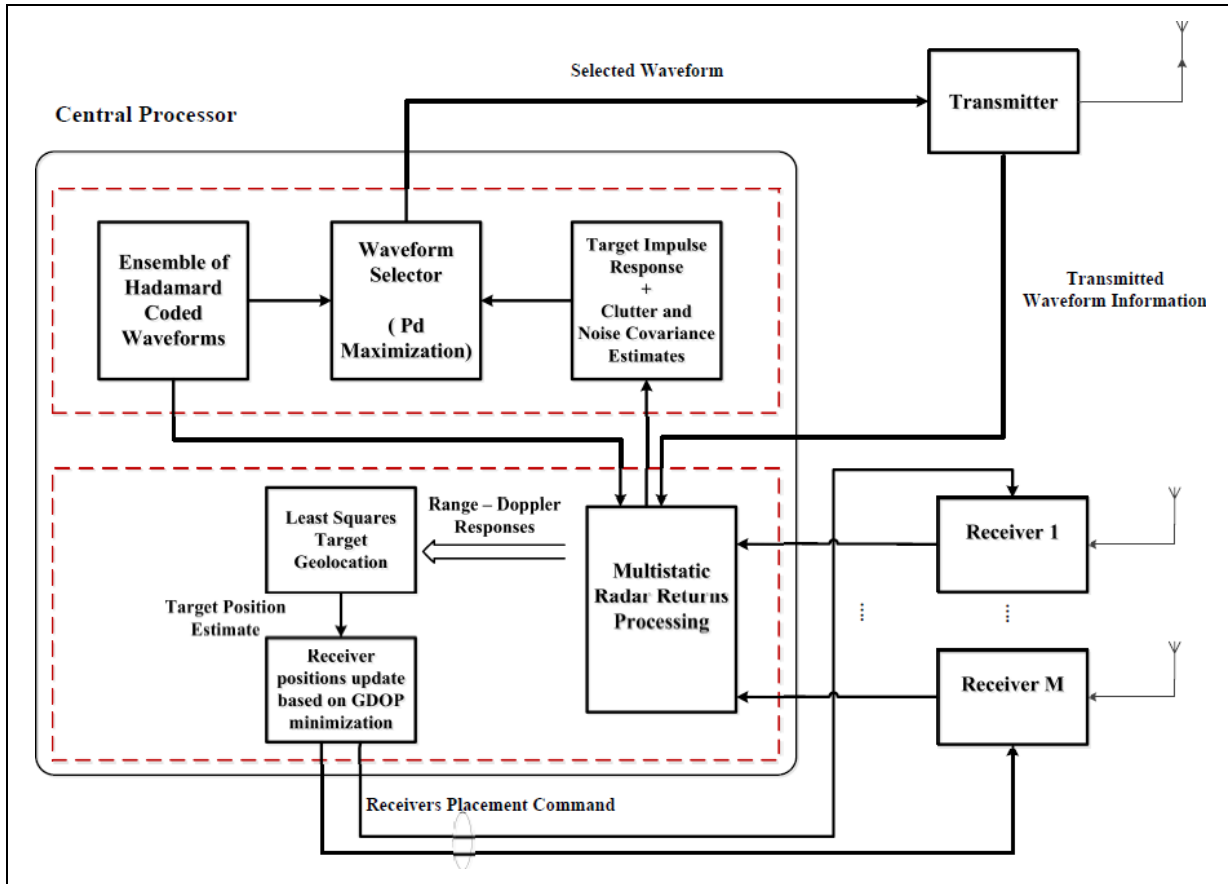 Selected Waveform
Transmitter
Central Processor
Ensemble of
Hadamard
Coded
Waveforms
Waveform
Selector
( Pd
Maximization)
Target Impulse
Response
+
Clutter and
Noise Covariance
Estimates
Transmitted
Waveform Information
Least Squares
Target
Geolocation
Range – Doppler
Responses
Multistatic
Radar Returns
Processing
Receiver 1
Target Position
Estimate
Receiver
positions update
based on GDOP
minimization
Receiver M
Receivers Placement Command